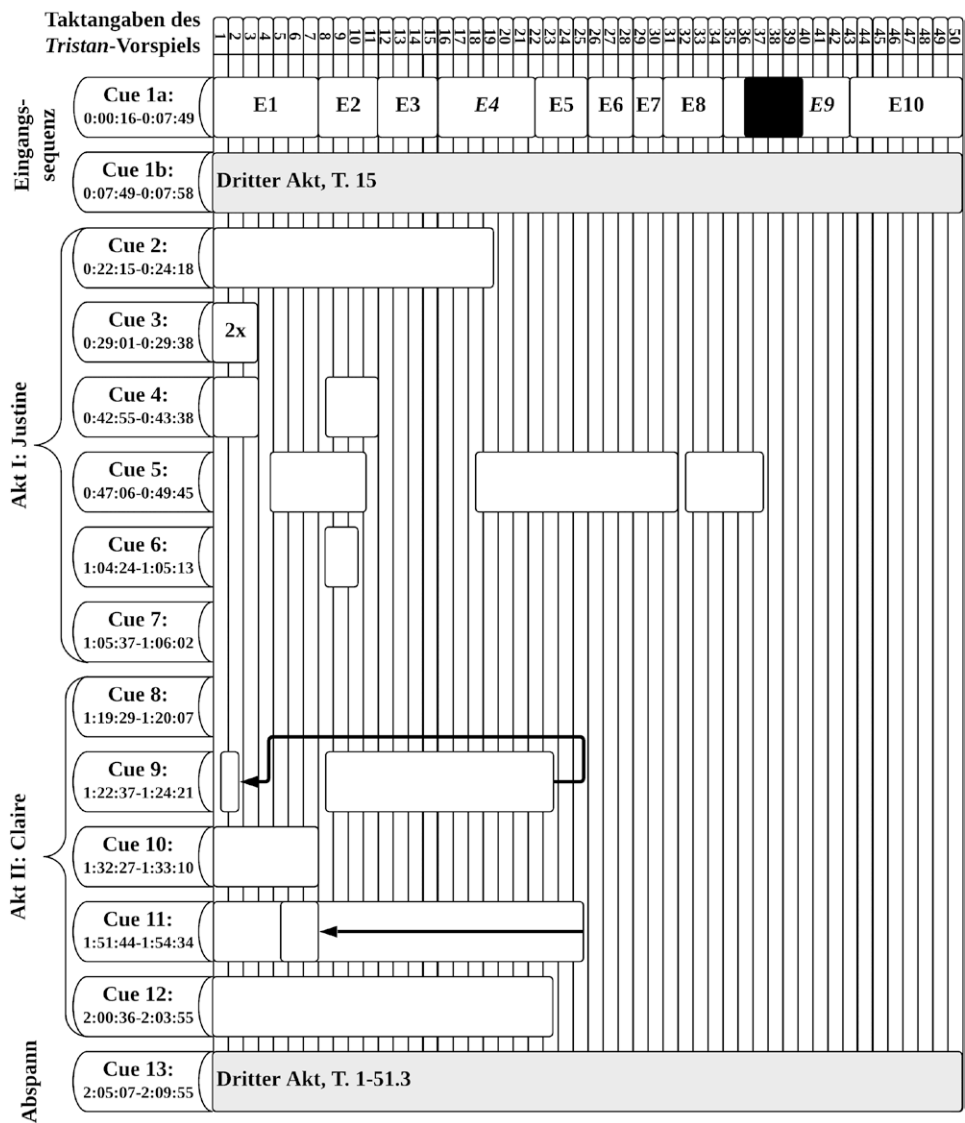 Taktangaben des
Tristan-Vorspiels
1 2 3 4 5 6 7 8 9 10 11 12 13 14 15 16 17 18 19 20 21 22 23 24 25 26 27 28 29 30 31 32 33 34 35 36 37 38 39 40 41 42 43 44 45 46 47 48 49 50
Eingangs-
sequenz
Cue 1a:
0:00:16-0:07:49
E1 E2 E3 E4 E5 E6 E7 E8 E9 E10
Cue 1b:
0:07:49-0:07:58
Dritter Akt, T. 15
Akt I: Justine
Cue 2:
0:22:15-0:24:18
Cue 3:
0:29:01-0:29:38
2x
Cue 4:
0:42:55-0:43:38
Cue 5:
0:47:06-0:49:45
Cue 6:
1:04:24-1:05:13
Cue 7:
1:05:37-1:06:02
Akt II: Claire
Cue 8:
1:19:29-1:20:07
Cue 9:
1:22:37-1:24:21
Cue 10:
1:32:27-1:33:10
Cue 11:
1:51:44-1:54:34
Cue 12:
2:00:36-2:03:55
Abspann
Cue 13:
2:05:07-2:09:55
Dritter Akt, T. 1-51.3